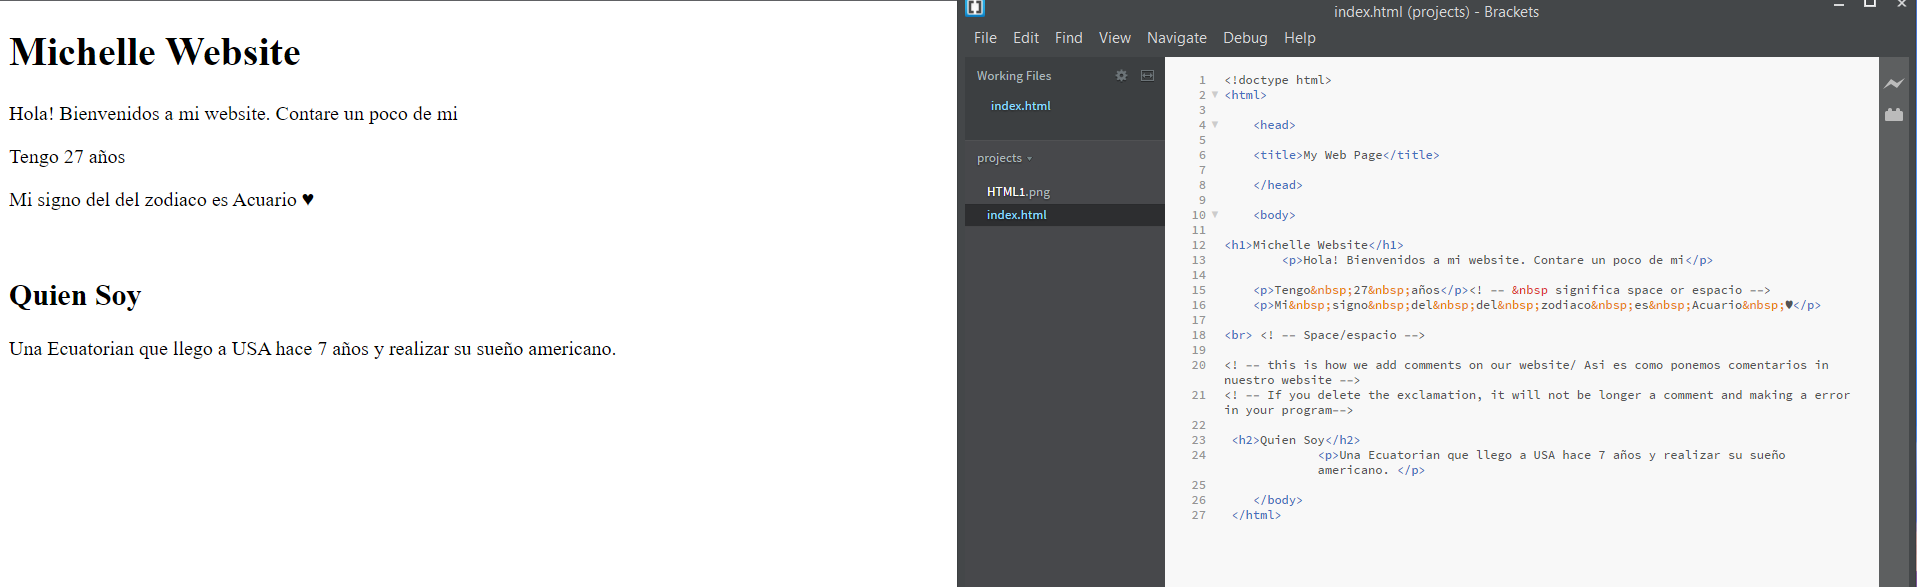 Michelle Website
Hola! Bienvenidos a mi website. Contare un poco de mi
Tengo 27 años
Mi signo del del zodiaco es Acuario ♥
Quien Soy
Una Ecuatorian que llego a USA hace 7 años y realizar su sueño americano.
index.html (projects) - Brackets
File Edit Find View Navigate Debug Help
Working Files
index.html
projects
HTML1.png
index.html
1 <!doctype html>
2 <html>
3
4 <head>
5
6 <title>My Web Page</title>
7
8 </head>
9
10 <body>
11
12 <h1>Michelle Website</h1>
13 <p>Hola! Bienvenidos a mi website. Contare un poco de mi</p>
14
15 <p>Tengo&nbsp;27&nbsp;años</p><! -- &nbsp significa space or espacio -->
16 <p>Mi&nbsp;signo&nbsp;del&nbsp;del&nbsp;zodiaco&nbsp;es&nbsp;Acuario&nbsp;♥</p>
17
18 <br> <! -- Space/espacio -->
19
20 <! -- this is how we add comments on our website/ Asi es como ponemos comentarios in
nuestro website -->
21 <! -- If you delete the exclamation, it will not be longer a comment and making a error
in your program-->
22
23 <h2>Quien Soy</h2>
24 <p>Una Ecuatorian que llego a USA hace 7 años y realizar su sueño
americano. </p>
25
26 </body>
27 </html>